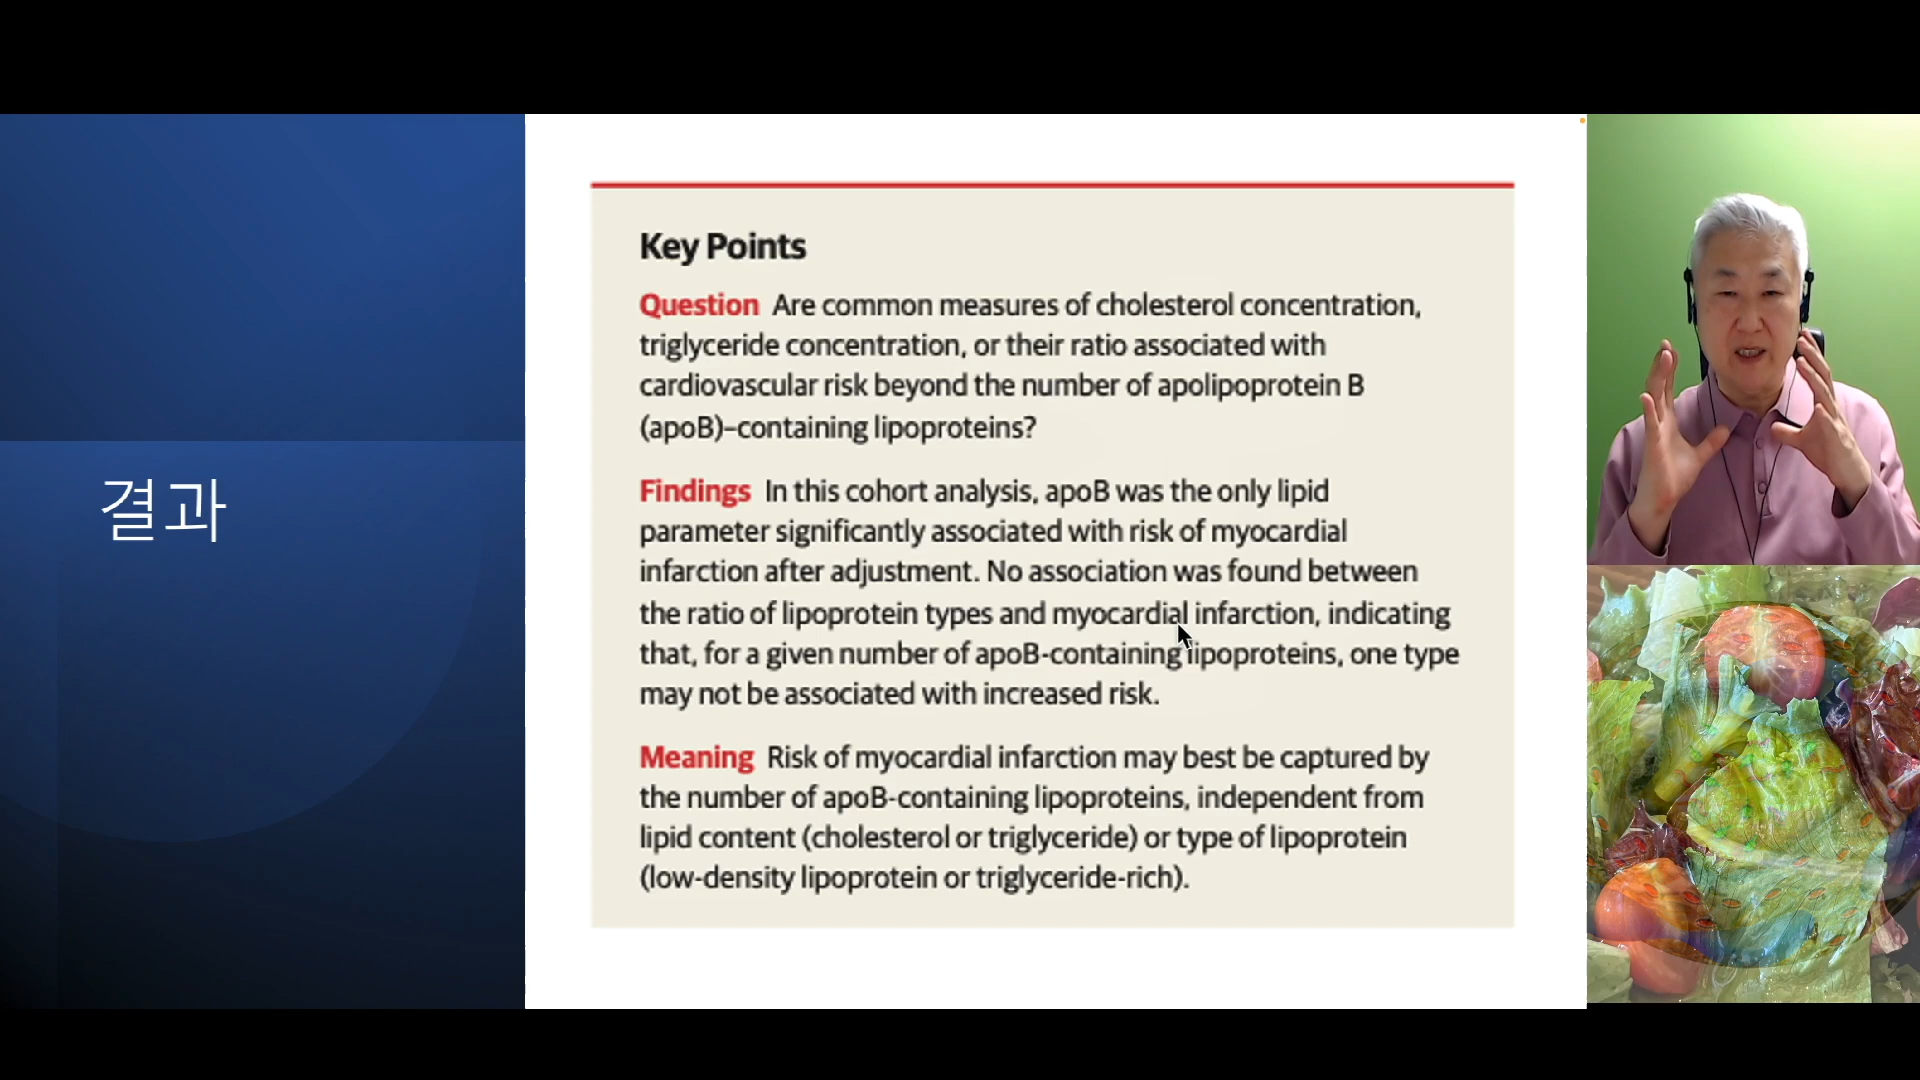 결과
Key Points
Question Are common measures of cholesterol concentration,
triglyceride concentration, or their ratio associated with
cardiovascular risk beyond the number of apolipoprotein B
(apoB)–containing lipoproteins?
Findings In this cohort analysis, apoB was the only lipid
parameter significantly associated with risk of myocardial
infarction after adjustment. No association was found between
the ratio of lipoprotein types and myocardial infarction, indicating
that, for a given number of apoB-containing lipoproteins, one type
may not be associated with increased risk.
Meaning Risk of myocardial infarction may best be captured by
the number of apoB-containing lipoproteins, independent from
lipid content (cholesterol or triglyceride) or type of lipoprotein
(low-density lipoprotein or triglyceride-rich).